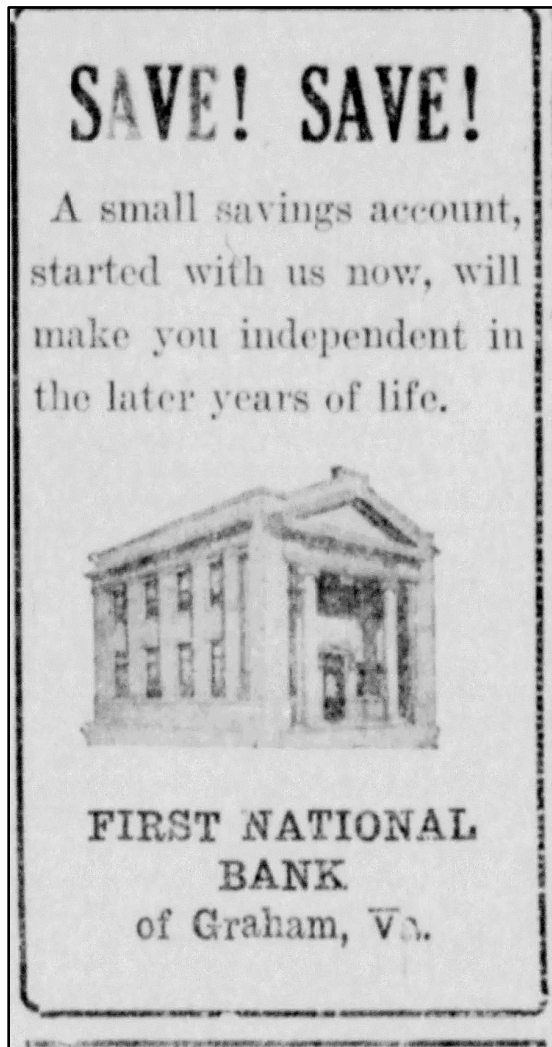 SAVE! SAVE!
A small savings account,
started with us now, will
make you independent in
the later years of life.
FIRST NATIONAL
BANK
of Graham, Va.